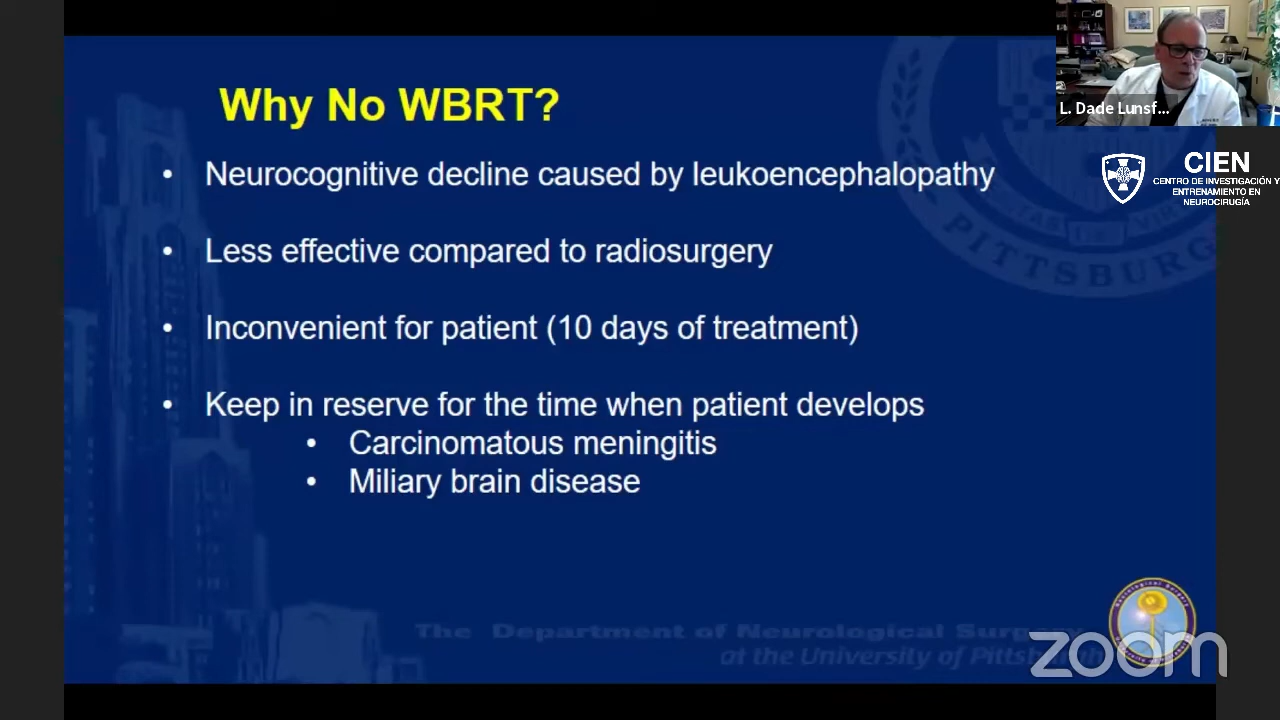 Why No WBRT?
• Neurocognitive decline caused by leukoencephalopathy
• Less effective compared to radiosurgery
• Inconvenient for patient (10 days of treatment)
• Keep in reserve for the time when patient develops
• Carcinomatous meningitis
• Miliary brain disease
L. Dade Lunsf...
CIEN
CENTRO DE INVESTIGACIÓN Y
ENTRENAMIENTO EN
NEUROCIRUGÍA
PITTSBURG
The Department of Neurological Surgery
at the University of Pittsburgh
zoom